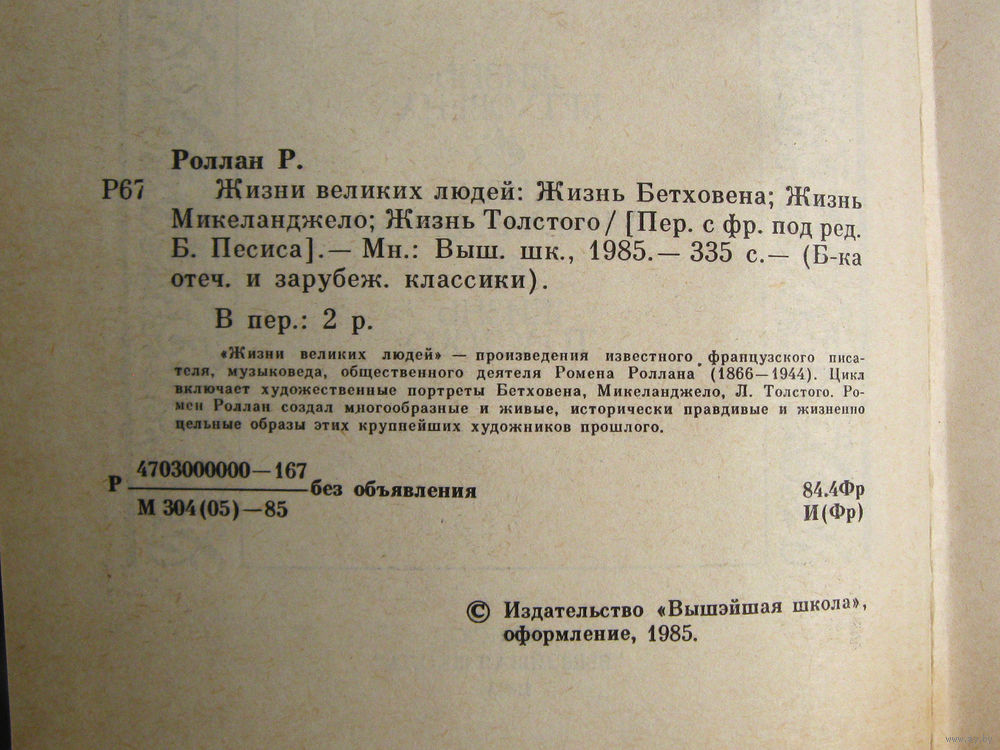 Роллан Р.
Р67 Жизни великих людей: Жизнь Бетховена; Жизнь
Микеланджело; Жизнь Толстого / [Пер. с фр. под ред.
Б. Песиса].— Мн.: Выш. шк., 1985.— 335 с.— (Б-ка
отеч. и зарубеж. классики).
В пер.: 2 р.
«Жизни великих людей» — произведения известного французского писа-
теля, музыковеда, общественного деятеля Ромена Роллана (1866—1944). Цикл
включает художественные портреты Бетховена, Микеланджело, Л. Толстого. Ро-
мен Роллан создал многообразные и живые, исторически правдивые и жизненно
цельные образы этих крупнейших художников прошлого.
4703000000—167
Р без объявления 84.4Фр
М 304(05)—85 И(Фр)
© Издательство «Вышэйшая школа»,
оформление, 1985.